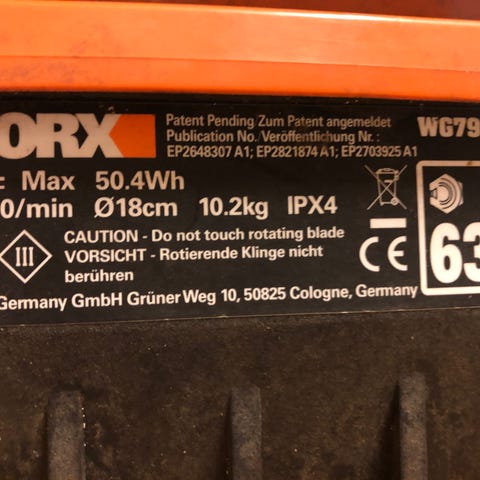 ORX
Patent Pending Zum Patent angemeldet
Publication No./Veröffentlichung Nr.:
EP2648307 A1; EP2821874 A1; EP2703925 A1
WG79
Max 50.4Wh
0/min Ø18cm 10.2kg IPX4
III
CAUTION - Do not touch rotating blade
VORSICHT - Rotierende Klinge nicht
berühren
CE
63
Germany GmbH Grüner Weg 10, 50825 Cologne, Germany